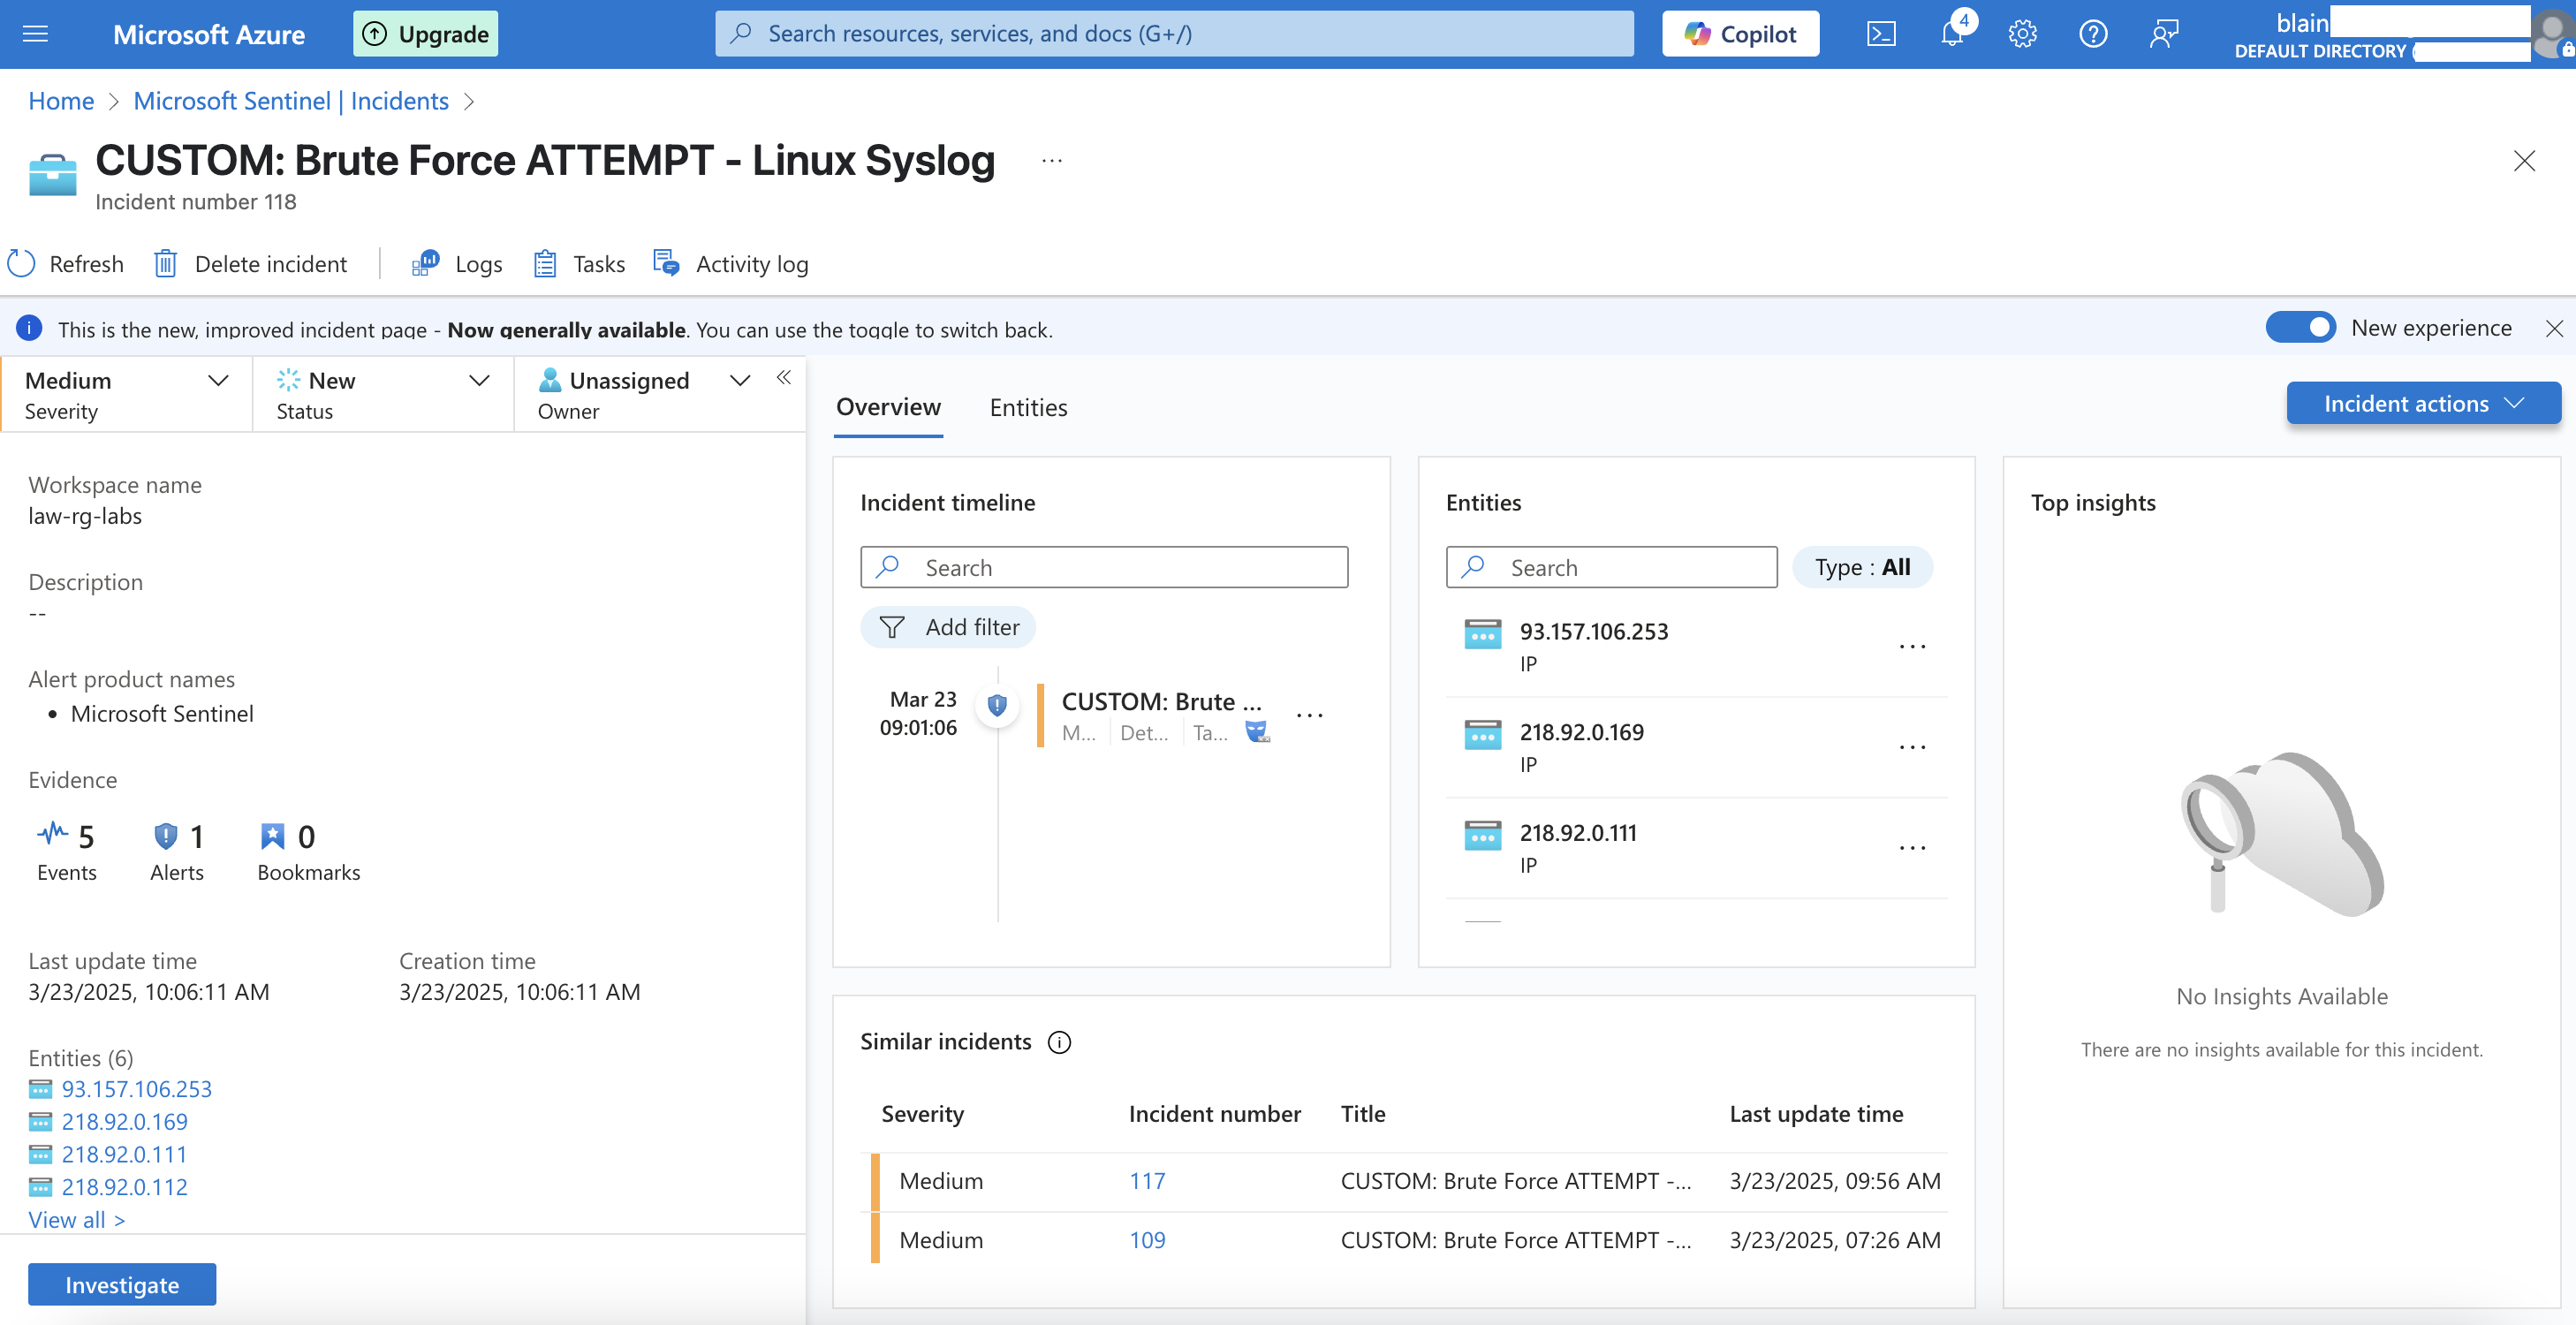 Microsoft Azure
Upgrade
Search resources, services, and docs (G+/)
Copilot
4
blain
DEFAULT DIRECTORY (
Home > Microsoft Sentinel | Incidents >
CUSTOM: Brute Force ATTEMPT - Linux Syslog ...
Incident number 118
Refresh
Delete incident
Logs
Tasks
Activity log
This is the new, improved incident page - Now generally available. You can use the toggle to switch back.
New experience
Medium
Severity
New
Status
Unassigned
Owner
Workspace name
law-rg-labs
Description
--
Alert product names
• Microsoft Sentinel
Evidence
5
Events
1
Alerts
0
Bookmarks
Last update time
3/23/2025, 10:06:11 AM
Creation time
3/23/2025, 10:06:11 AM
Entities (6)
93.157.106.253
218.92.0.169
218.92.0.111
218.92.0.112
View all >
Investigate
Overview
Entities
Incident actions
Incident timeline
Search
Add filter
Mar 23
09:01:06
CUSTOM: Brute ...
M... Det... Ta...
Entities
Search
Type : All
93.157.106.253
IP
218.92.0.169
IP
218.92.0.111
IP
Top insights
No Insights Available
There are no insights available for this incident.
Similar incidents
Severity Incident number Title Last update time
Medium 117 CUSTOM: Brute Force ATTEMPT -... 3/23/2025, 09:56 AM
Medium 109 CUSTOM: Brute Force ATTEMPT -... 3/23/2025, 07:26 AM